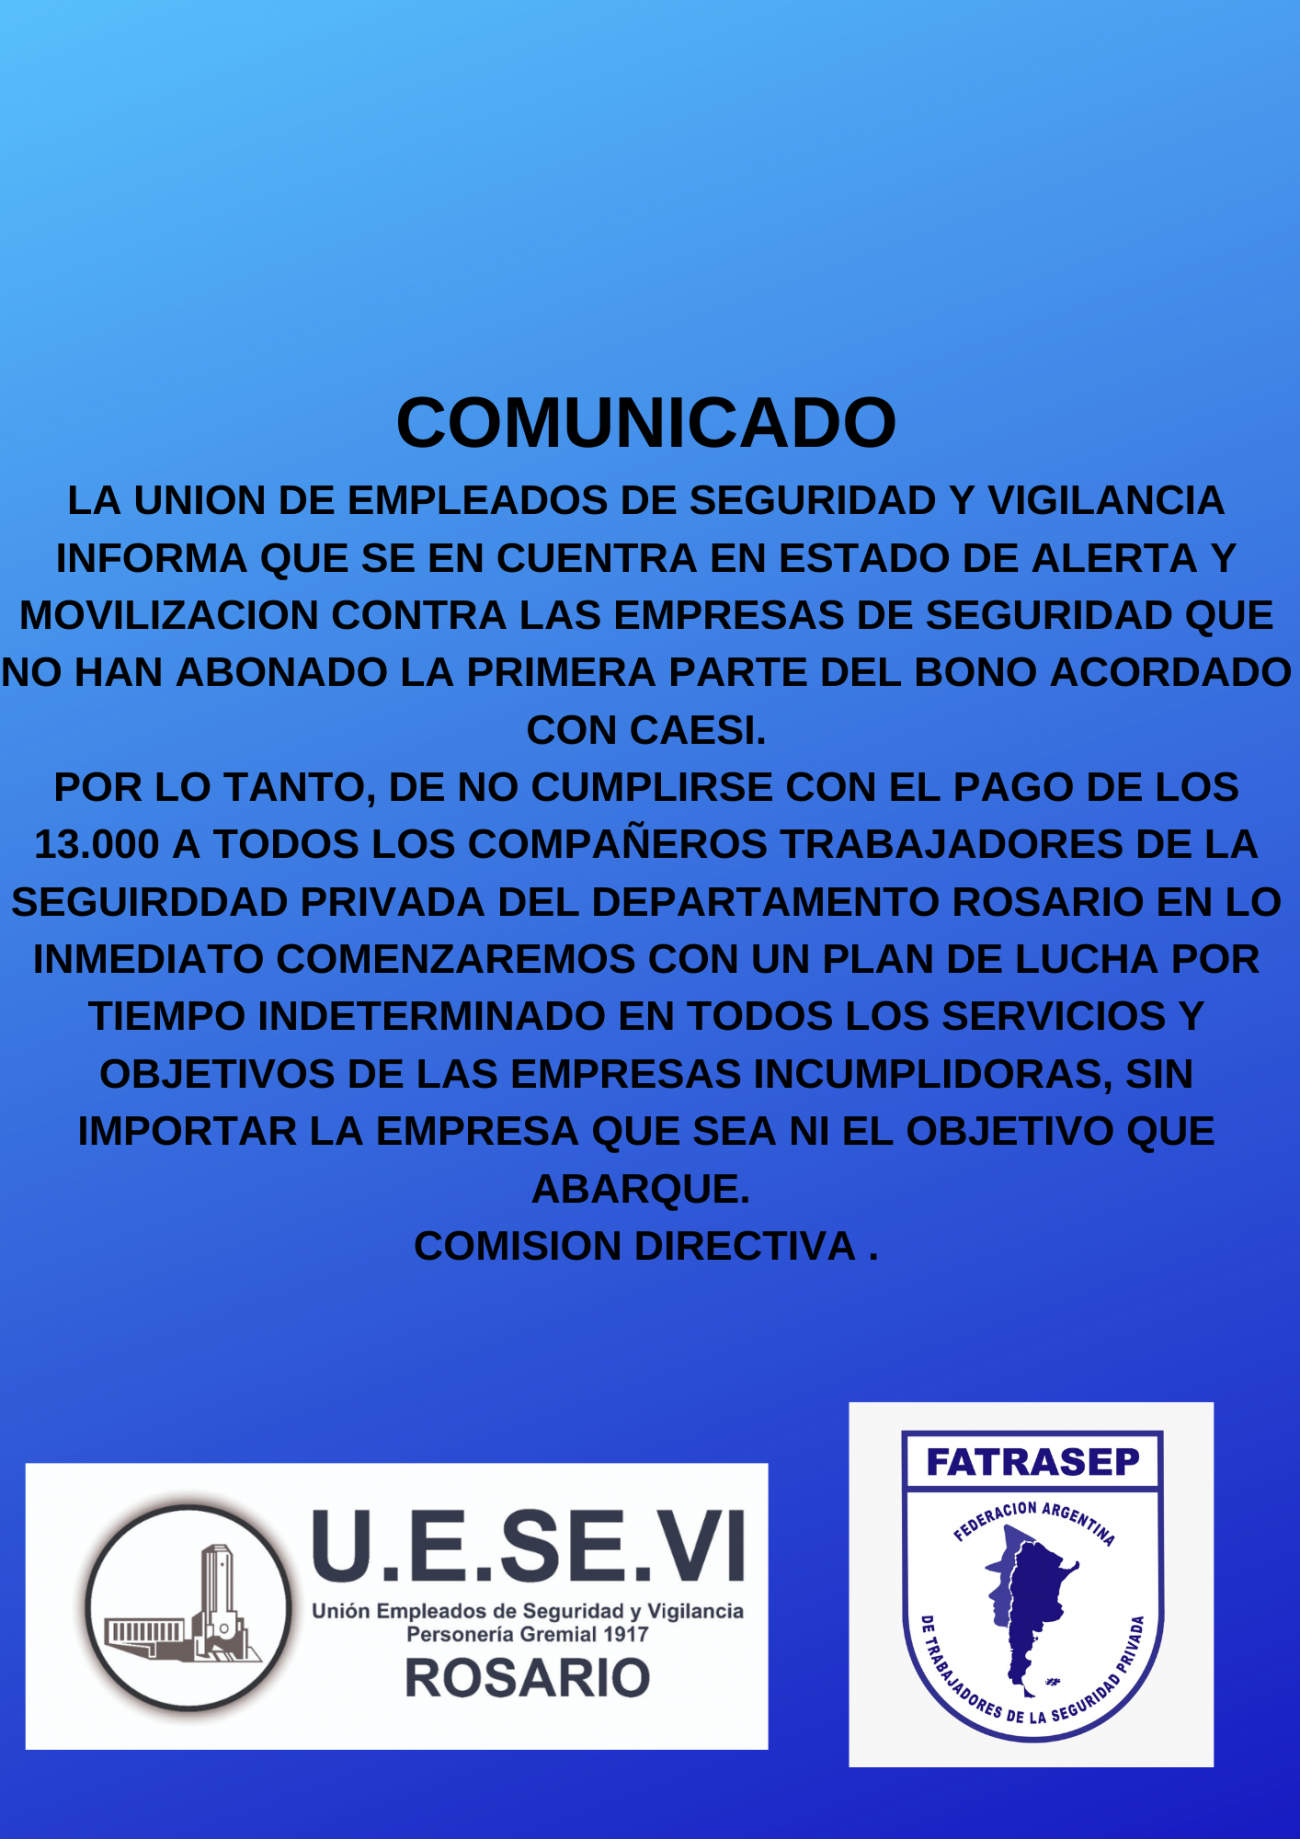 COMUNICADO
LA UNION DE EMPLEADOS DE SEGURIDAD Y VIGILANCIA
INFORMA QUE SE EN CUENTRA EN ESTADO DE ALERTA Y
MOVILIZACION CONTRA LAS EMPRESAS DE SEGURIDAD QUE
NO HAN ABONADO LA PRIMERA PARTE DEL BONO ACORDADO
CON CAESI.
POR LO TANTO, DE NO CUMPLIRSE CON EL PAGO DE LOS
13.000 A TODOS LOS COMPAÑEROS TRABAJADORES DE LA
SEGUIRDDAD PRIVADA DEL DEPARTAMENTO ROSARIO EN LO
INMEDIATO COMENZAREMOS CON UN PLAN DE LUCHA POR
TIEMPO INDETERMINADO EN TODOS LOS SERVICIOS Y
OBJETIVOS DE LAS EMPRESAS INCUMPLIDORAS, SIN
IMPORTAR LA EMPRESA QUE SEA NI EL OBJETIVO QUE
ABARQUE.
COMISION DIRECTIVA .
U.E.SE.VI
Unión Empleados de Seguridad y Vigilancia
Personería Gremial 1917
ROSARIO
FATRASEP
FEDERACION ARGENTINA
DE TRABAJADORES DE LA SEGURIDAD PRIVADA